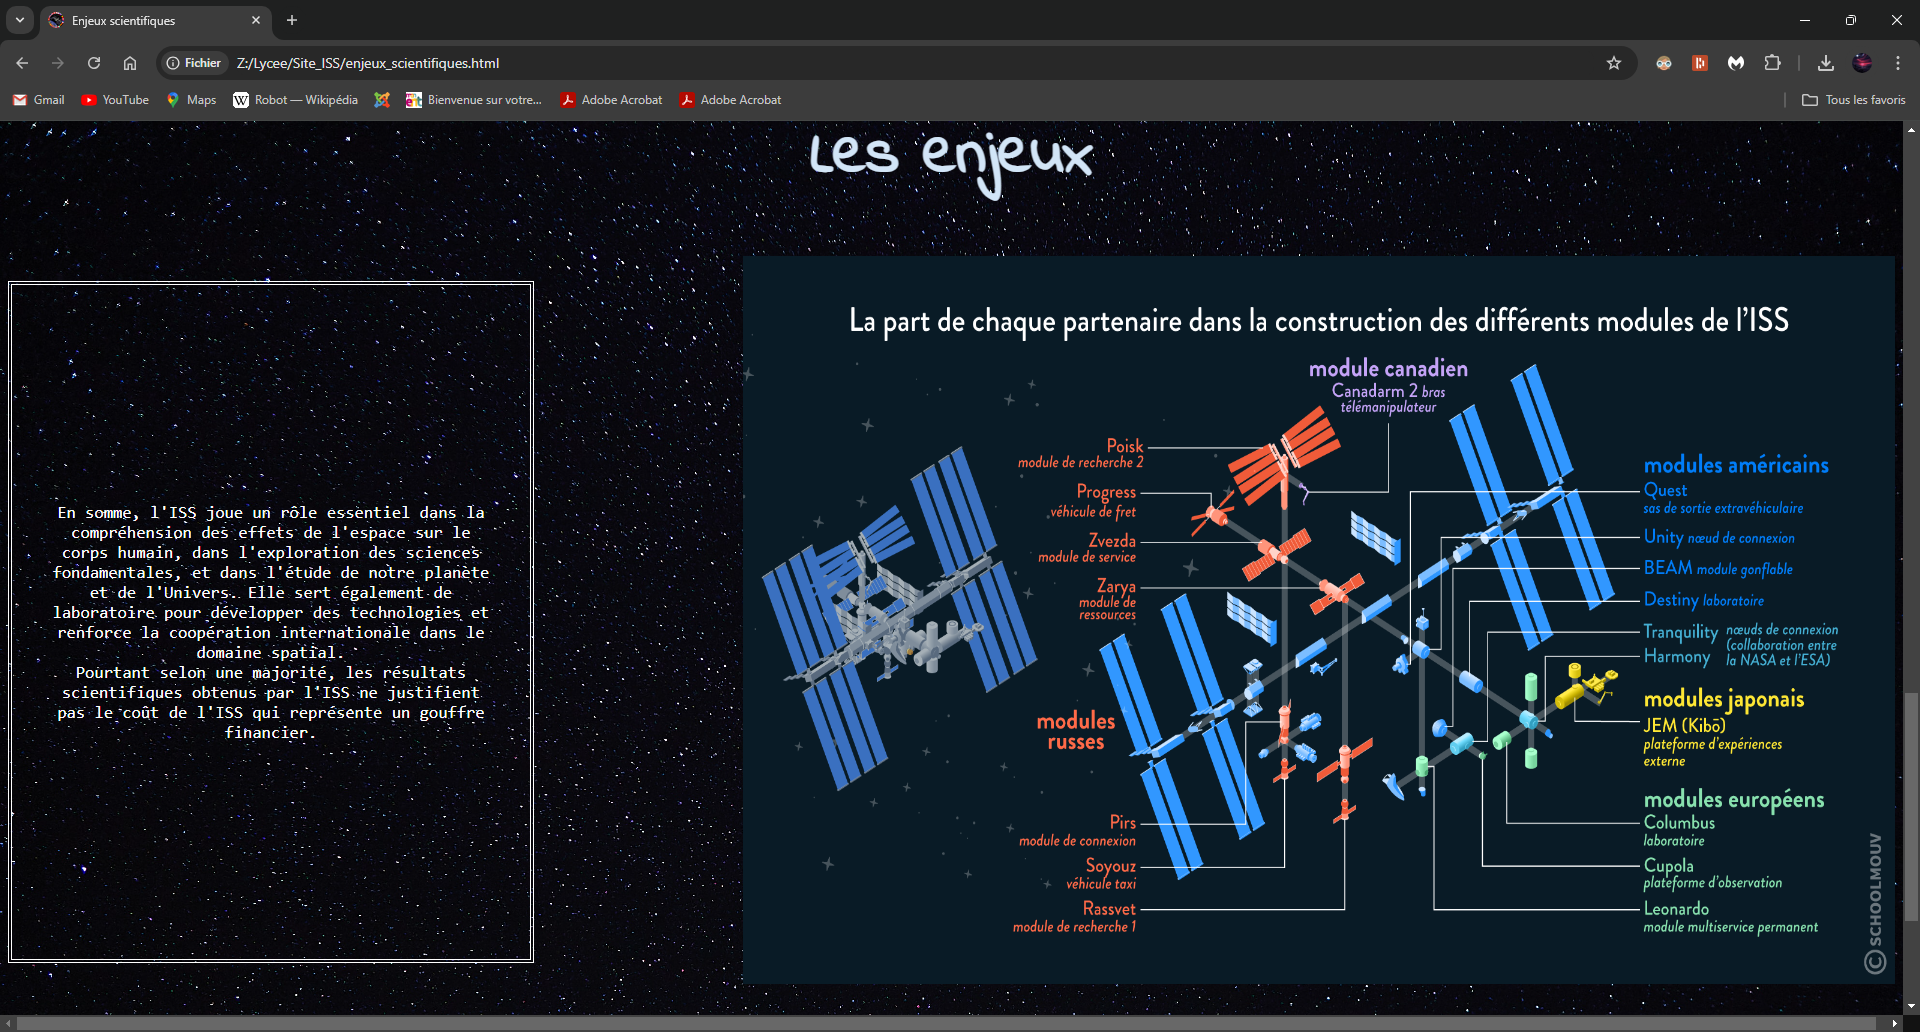 Enjeux scientifiques
Fichier
Z:/Lycee/Site_ISS/enjeux_scientifiques.html
Gmail
YouTube
Maps
Robot — Wikipédia
Bienvenue sur votre...
Adobe Acrobat
Adobe Acrobat
Tous les favoris
Les enjeux
En somme, l'ISS joue un rôle essentiel dans la
compréhension des effets de l'espace sur le
corps humain, dans l'exploration des sciences
fondamentales, et dans l'étude de notre planète
et de l'Univers. Elle sert également de
laboratoire pour développer des technologies et
renforce la coopération internationale dans le
domaine spatial.
Pourtant selon une majorité, les résultats
scientifiques obtenus par l'ISS ne justifient
pas le coût de l'ISS qui représente un gouffre
financier.
La part de chaque partenaire dans la construction des différents modules de l'ISS
module canadien
Canadarm 2 bras
télémanipulateur
Poisk
module de recherche 2
Progress
véhicule de fret
Zvezda
module de service
Zarya
module de
ressources
modules
russes
Pirs
module de connexion
Soyouz
véhicule taxi
Rassvet
module de recherche 1
modules américains
Quest
sas de sortie extravéhiculaire
Unity nœud de connexion
BEAM module gonflable
Destiny laboratoire
Tranquility
Harmony
nœuds de connexion
(collaboration entre
la NASA et l'ESA)
modules japonais
JEM (Kibō)
plateforme d'expériences
externe
modules européens
Columbus
laboratoire
Cupola
plateforme d'observation
Leonardo
module multiservice permanent
© SCHOOLMOUV